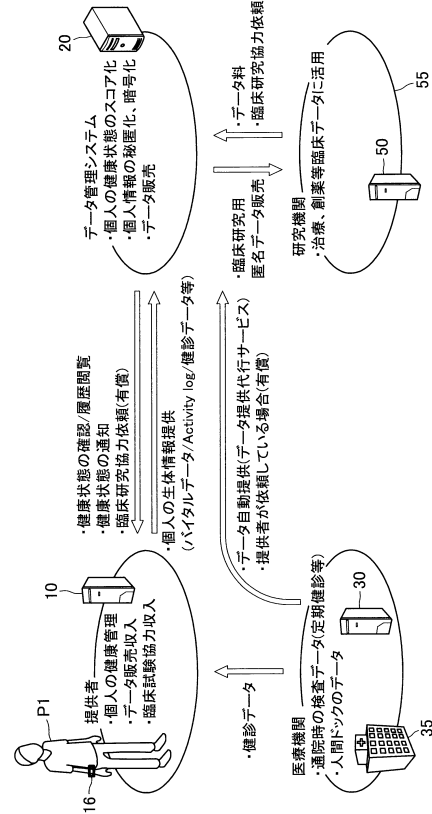 P1
16
10
提供者
・個人の健康管理
・データ販売収入
・臨床試験協力収入
・健康状態の確認/履歴閲覧
・健康状態の通知
・臨床研究協力依頼(有償)
・個人の生体情報提供
(バイタルデータ/Activity log/健診データ等)
20
データ管理システム
・個人の健康状態のスコア化
・個人情報の秘匿化、暗号化
・データ販売
・健診データ
・データ自動提供(データ提供代行サービス)
・提供者が依頼している場合(有償)
・臨床研究用
匿名データ販売
・データ料
・臨床研究協力依頼
医療機関
・通院時の検査データ(定期健診等)
・人間ドックのデータ
30
35
研究機関
・治療、創薬等臨床データに活用
50
55